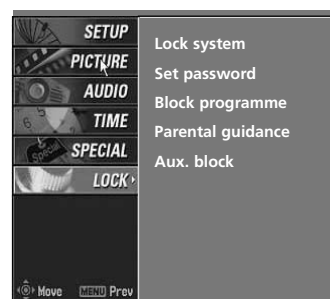 SETUP
PICTURE
AUDIO
TIME
SPECIAL
LOCK
Move MENU Prev
Lock system
Set password
Block programme
Parental guidance
Aux. block